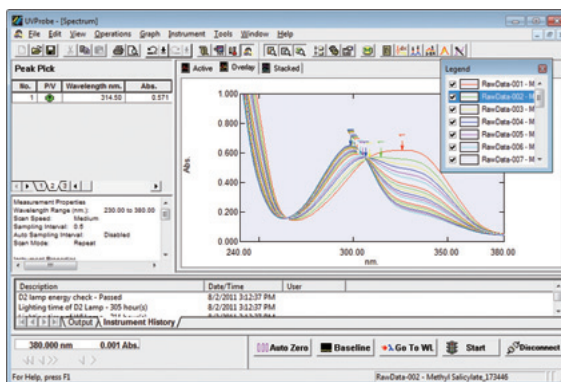 UVProbe - [Spectrum]
File Edit View Operations Graph Instrument Tools Window Help
Peak Pick
No. P/V Wavelength nm. Abs.
1 314.50 0.571
1 2 3 4
Measurement Properties
Wavelength Range (nm.): 230.00 to 380.00
Scan Speed: Medium
Sampling Interval: 0.5
Auto Sampling Interval: Disabled
Scan Mode: Repeat
Active Overlay Stacked
Legend
RawData-001 - M
RawData-002 - M
RawData-003 - M
RawData-004 - M
RawData-005 - M
RawData-006 - M
RawData-007 - M
1.000
0.800
0.600
0.400
0.200
0.000
Abs.
240.00 300.00 350.00 380.00
nm.
Description Date/Time User
D2 lamp energy check - Passed 8/2/2011 3:12:37 PM
Lighting time of D2 Lamp - 305 hour(s) 8/2/2011 3:12:37 PM
Output Instrument History
380.000 nm 0.001 Abs.
Auto Zero Baseline Go To WL Start Disconnect
For Help, press F1 RawData-002 - Methyl Salicylate_173446